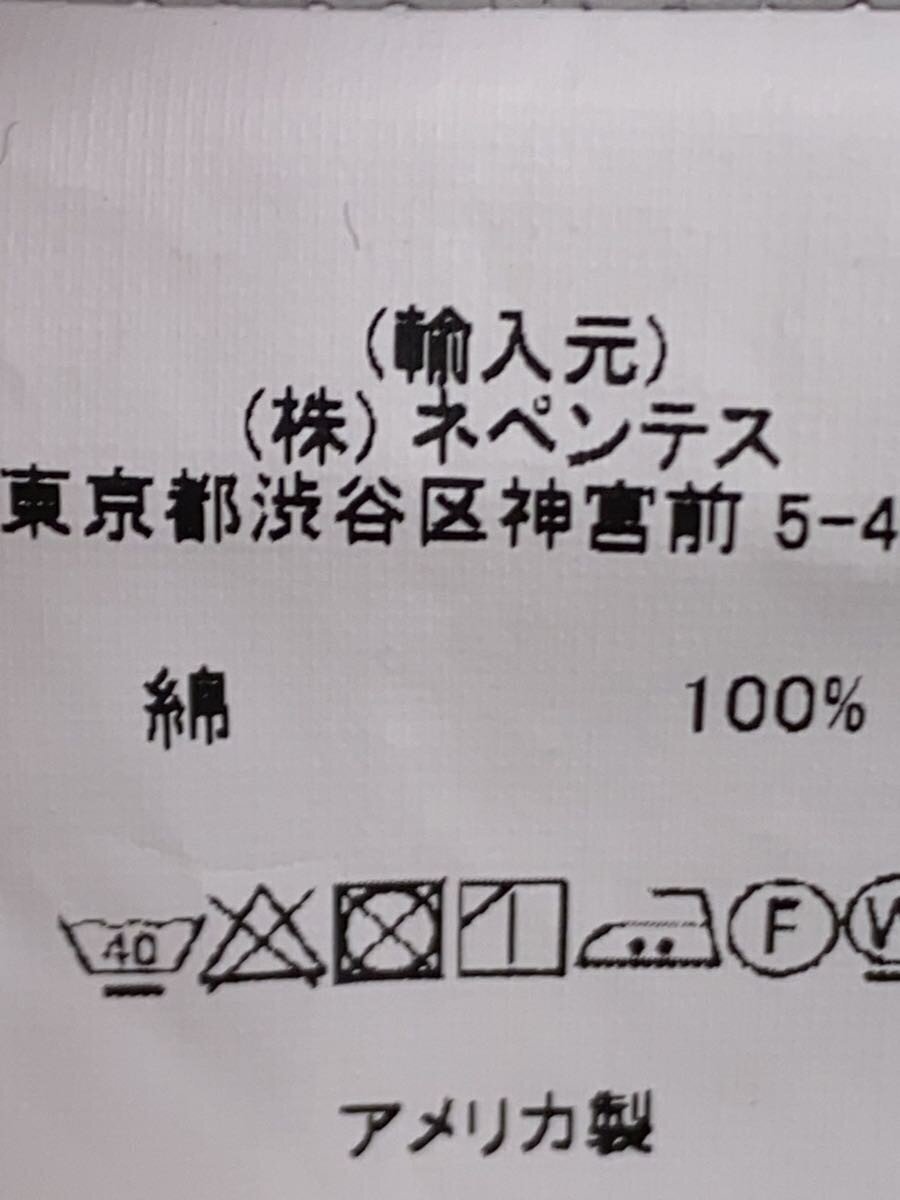 (輸入元)
(株)ネペンテス
東京都渋谷区神宮前 5-4
綿 100%
40 F W
アメリカ製